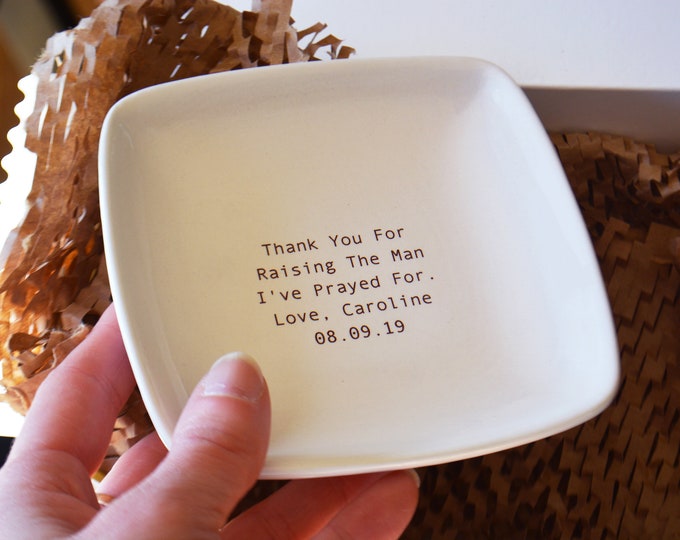 Thank You For
Raising The Man
I've Prayed For.
Love, Caroline
08.09.19